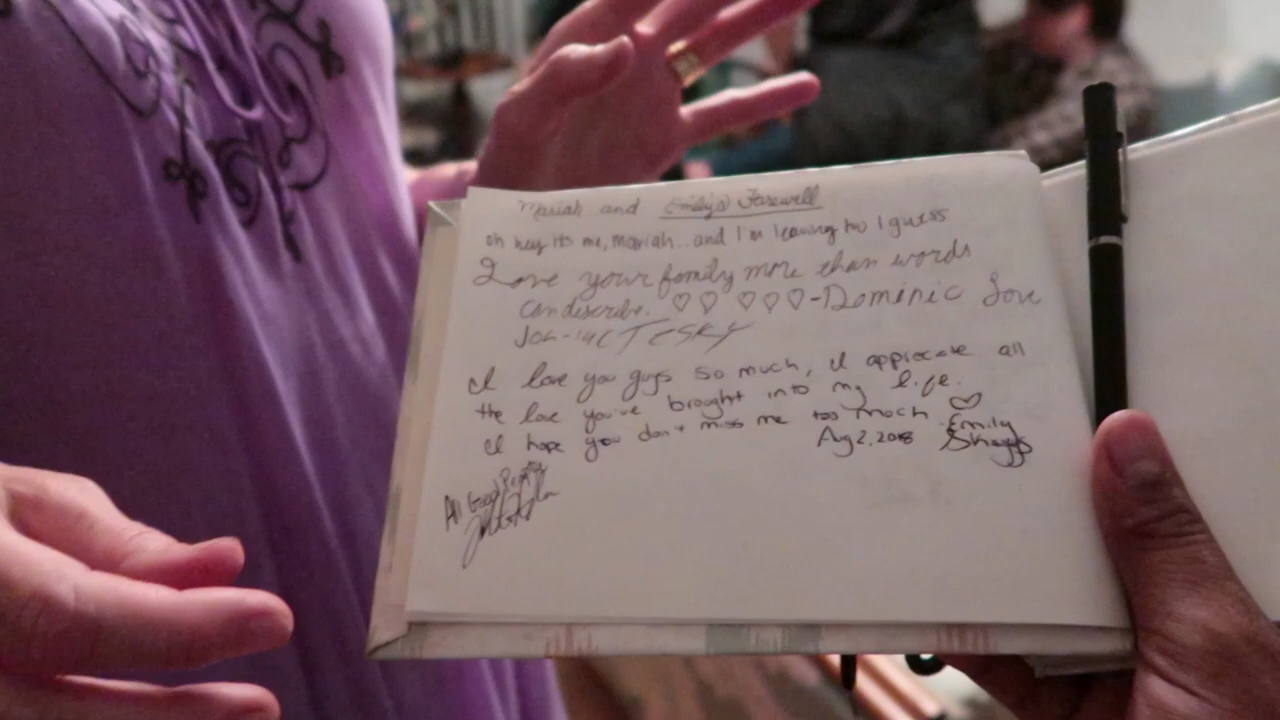 Mariah and Emily's Farewell
oh hey its me, mariah... and I'm leaving too I guess
Love your family more than words
can describe. ♡♡ ♡♡♡ -Dominic Love
I love you guys so much, I appreciate all
the love you've brought into my life.
I hope you don't miss me too much ♡
-Emily
Aug 2, 2018 Skaggs
All Good